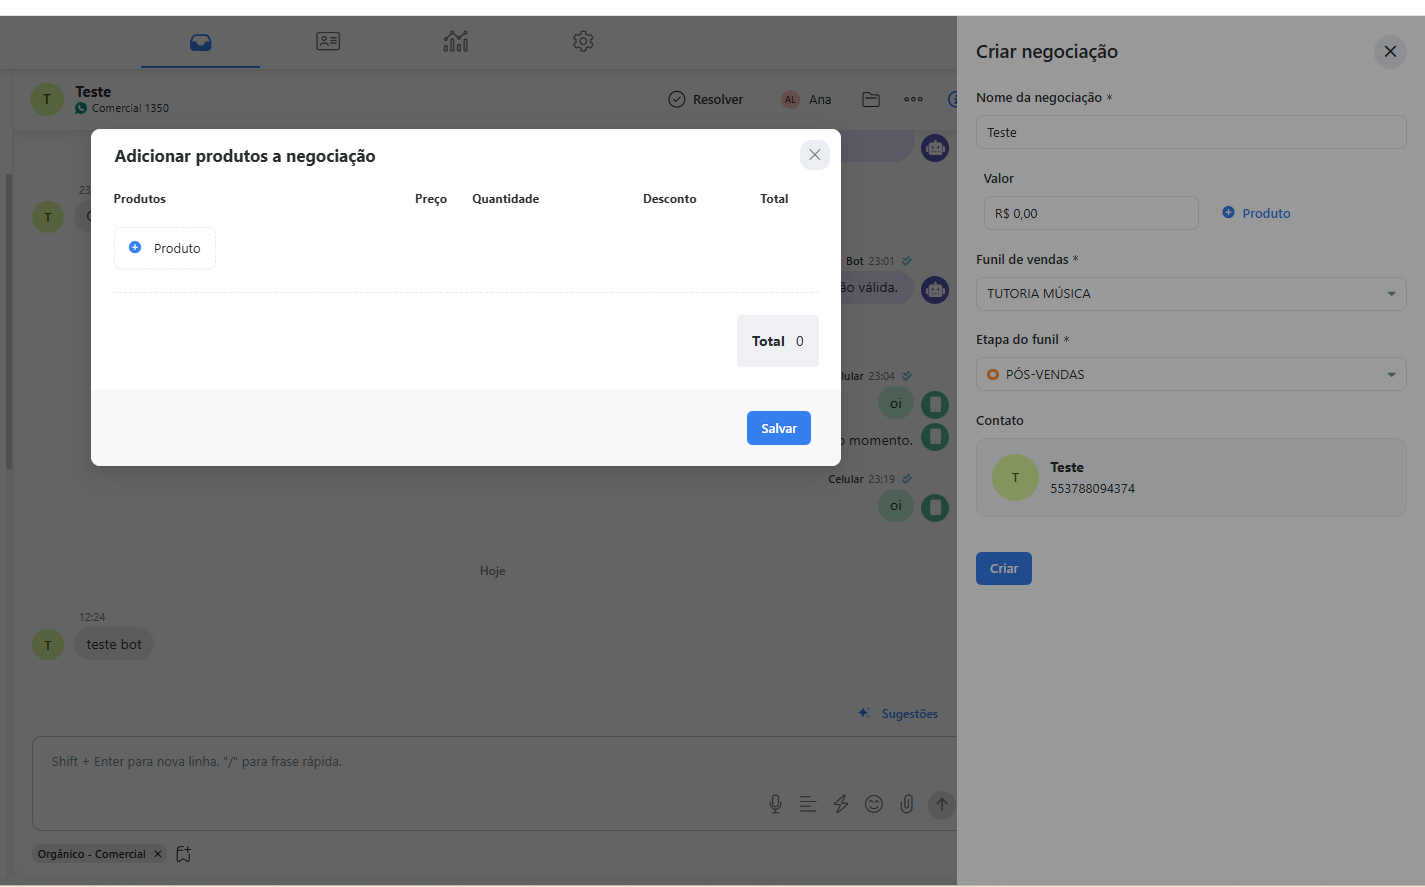 Criar negociação
Nome da negociação *
Teste
Valor
R$ 0,00
Produto
Funil de vendas *
TUTORIA MÚSICA
Etapa do funil *
PÓS-VENDAS
Contato
T
Teste
553788094374
Criar
T
Teste
Comercial 1350
Resolver
AL
Ana
Adicionar produtos a negociação
Produtos Preço Quantidade Desconto Total
Produto
Total 0
Salvar
23
T
Bot 23:01
ão válida.
lular 23:04
oi
o momento.
Celular 23:19
oi
Hoje
12:24
T
teste bot
Sugestões
Shift + Enter para nova linha. "/" para frase rápida.
Orgânico - Comercial